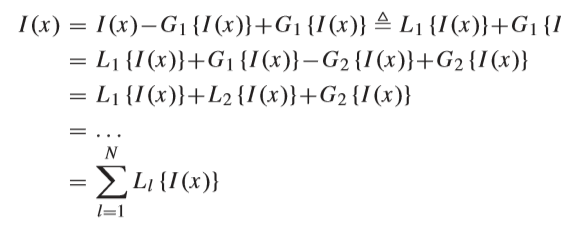 I(x) = I(x)−G₁{I(x)}+G₁{I(x)} ≜ L₁{I(x)}+G₁{I
= L₁{I(x)}+G₁{I(x)}−G₂{I(x)}+G₂{I(x)}
= L₁{I(x)}+L₂{I(x)}+G₂{I(x)}
= ...
= ∑_{l=1}^{N} L_l{I(x)}